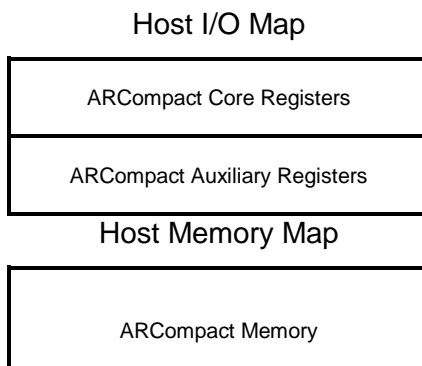 Host I/O Map
ARCompact Core Registers
ARCompact Auxiliary Registers
Host Memory Map
ARCompact Memory